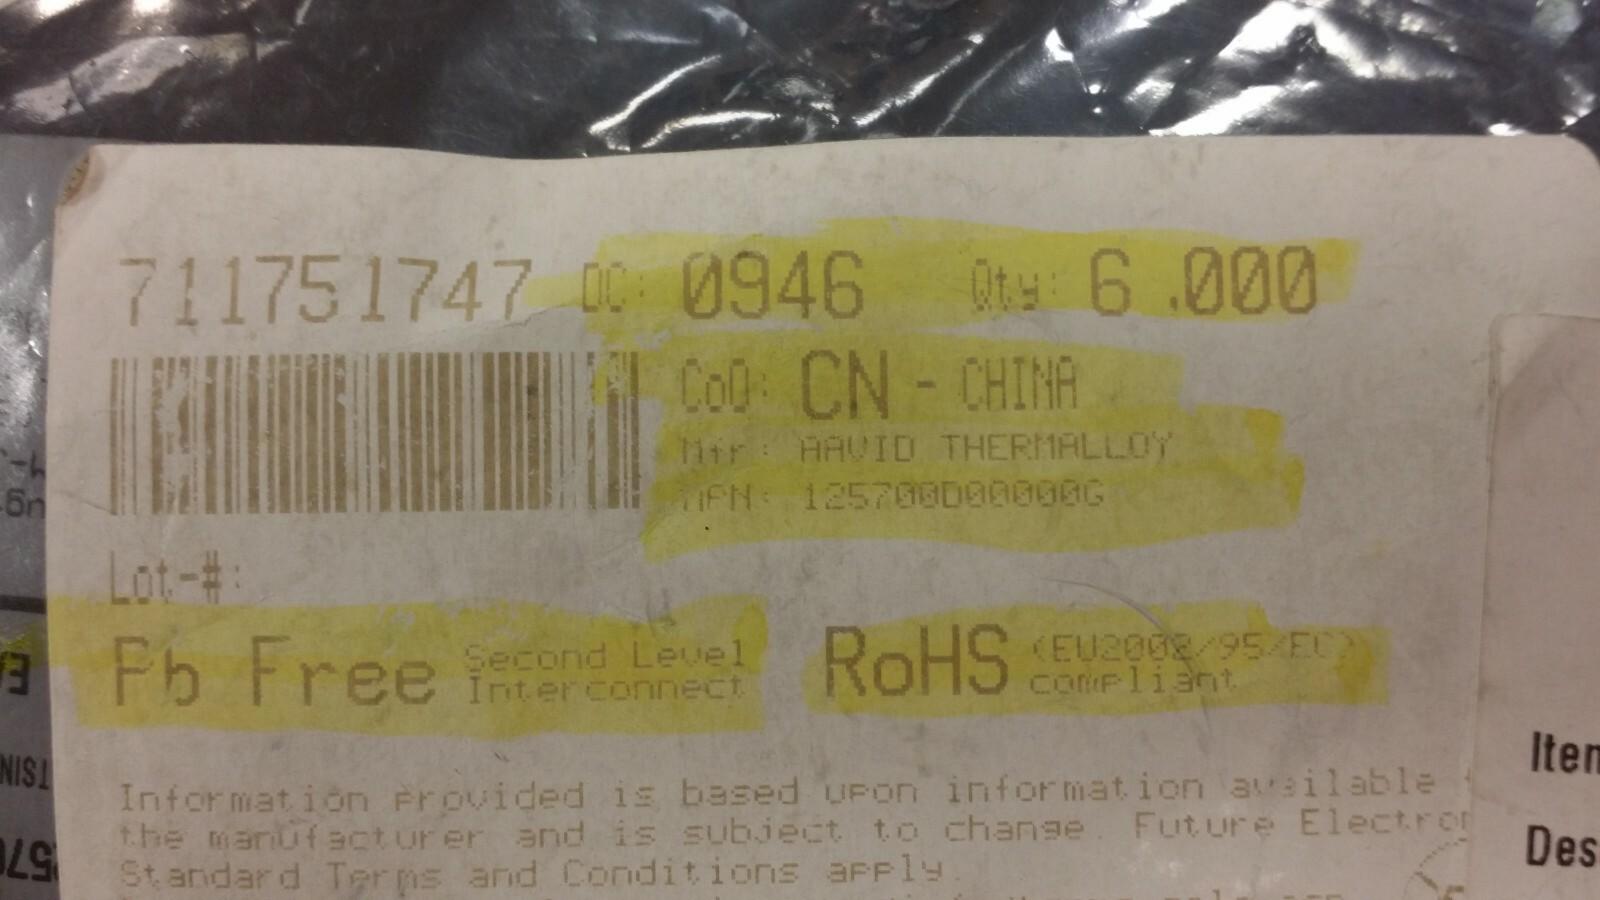 711751747 DC: 0946 Qty: 6.000
CoO: CN - CHINA
Mfr: AAVID THERMALLOY
MPN: 125700D00000G
Lot-#:
Pb Free Second Level
Interconnect
RoHS (EU2002/95/EC)
compliant
Information provided is based upon information available
the manufacturer and is subject to change. Future Electron
Standard Terms and Conditions apply.
Item
Des